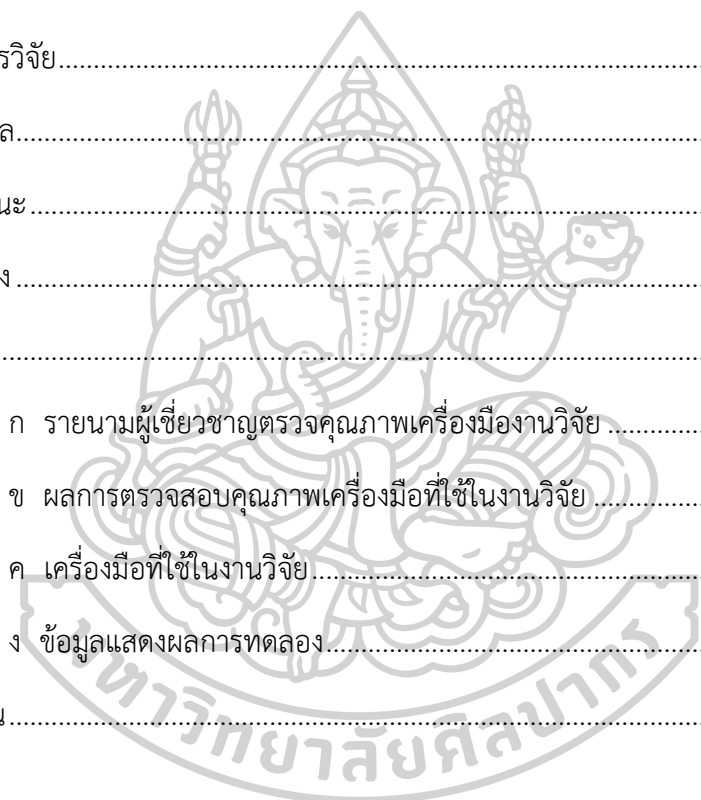 รวิจัย
ล
นะ
ง
ก รายนามผู้เชี่ยวชาญตรวจคุณภาพเครื่องมืองานวิจัย
ข ผลการตรวจสอบคุณภาพเครื่องมือที่ใช้ในงานวิจัย
ค เครื่องมือที่ใช้ในงานวิจัย
ง ข้อมูลแสดงผลการทดลอง
น
มหาวิทยาลัยศิลปากร